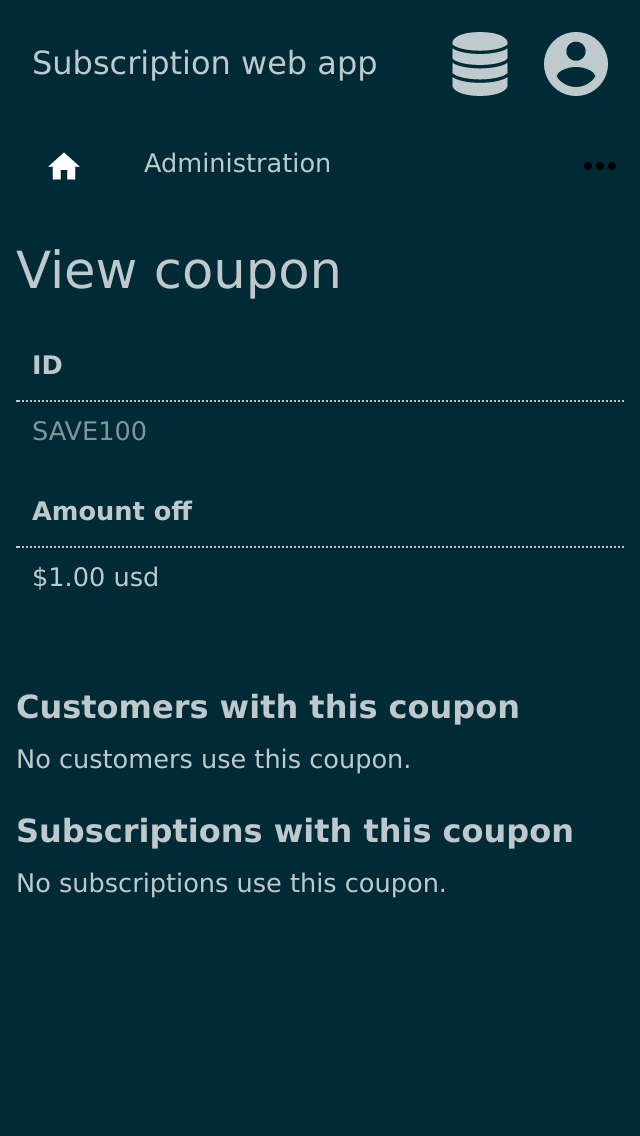 Subscription web app
Administration
View coupon
ID
SAVE100
Amount off
$1.00 usd
Customers with this coupon
No customers use this coupon.
Subscriptions with this coupon
No subscriptions use this coupon.